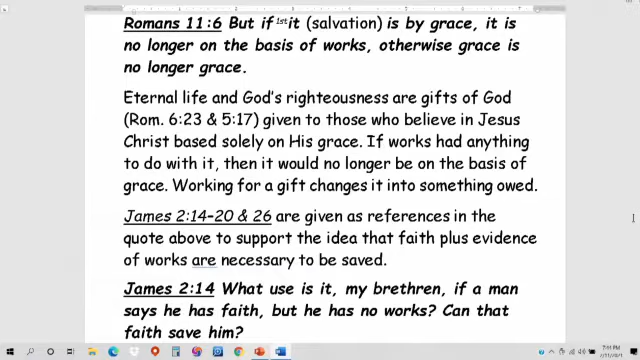 Romans 11:6 But if 1st it (salvation) is by grace, it is
no longer on the basis of works, otherwise grace is
no longer grace.
Eternal life and God's righteousness are gifts of God
(Rom. 6:23 & 5:17) given to those who believe in Jesus
Christ based solely on His grace. If works had anything
to do with it, then it would no longer be on the basis of
grace. Working for a gift changes it into something owed.
James 2:14-20 & 26 are given as references in the
quote above to support the idea that faith plus evidence
of works are necessary to be saved.
James 2:14 What use is it, my brethren, if a man
says he has faith, but he has no works? Can that
faith save him?